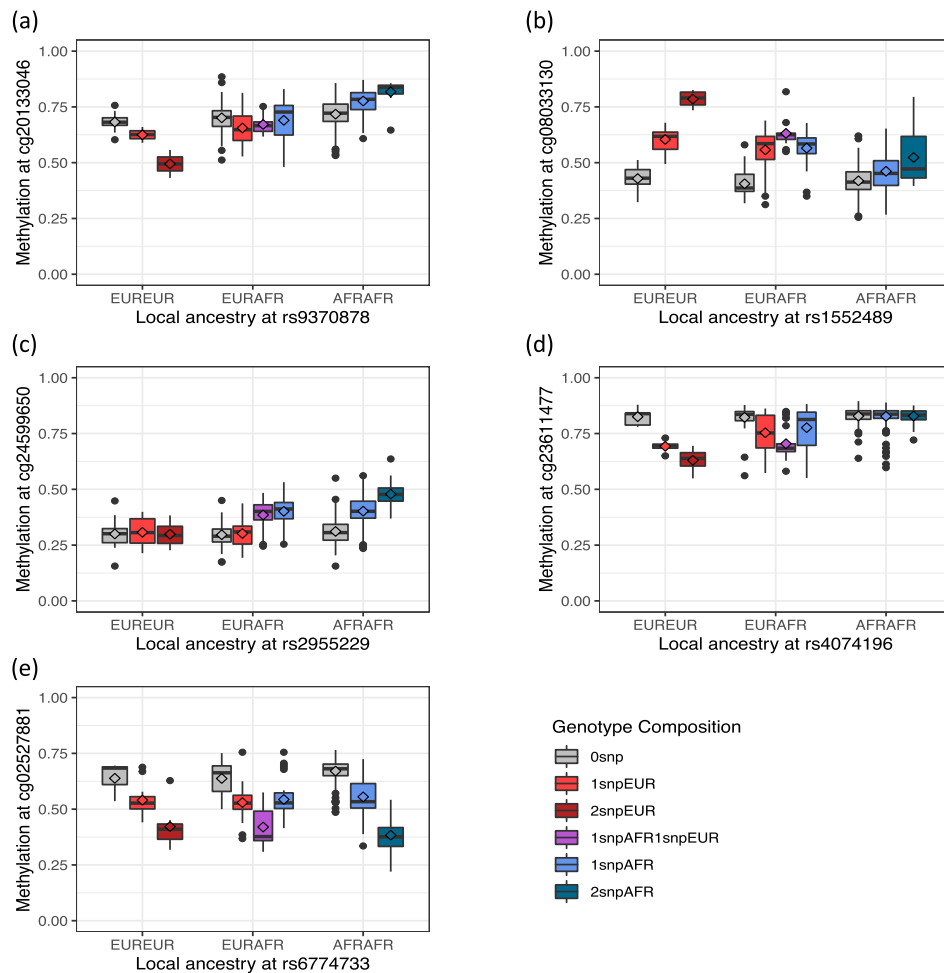 (a)
Methylation at cg20133046
1.00
0.75
0.50
0.25
0.00
EUREUR EURAFR AFRAFR
Local ancestry at rs9370878
(b)
Methylation at cg08033130
1.00
0.75
0.50
0.25
0.00
EUREUR EURAFR AFRAFR
Local ancestry at rs1552489
(c)
Methylation at cg24599650
1.00
0.75
0.50
0.25
0.00
EUREUR EURAFR AFRAFR
Local ancestry at rs2955229
(d)
Methylation at cg23611477
1.00
0.75
0.50
0.25
0.00
EUREUR EURAFR AFRAFR
Local ancestry at rs4074196
(e)
Methylation at cg02527881
1.00
0.75
0.50
0.25
0.00
EUREUR EURAFR AFRAFR
Local ancestry at rs6774733
Genotype Composition
0snp
1snpEUR
2snpEUR
1snpAFR1snpEUR
1snpAFR
2snpAFR